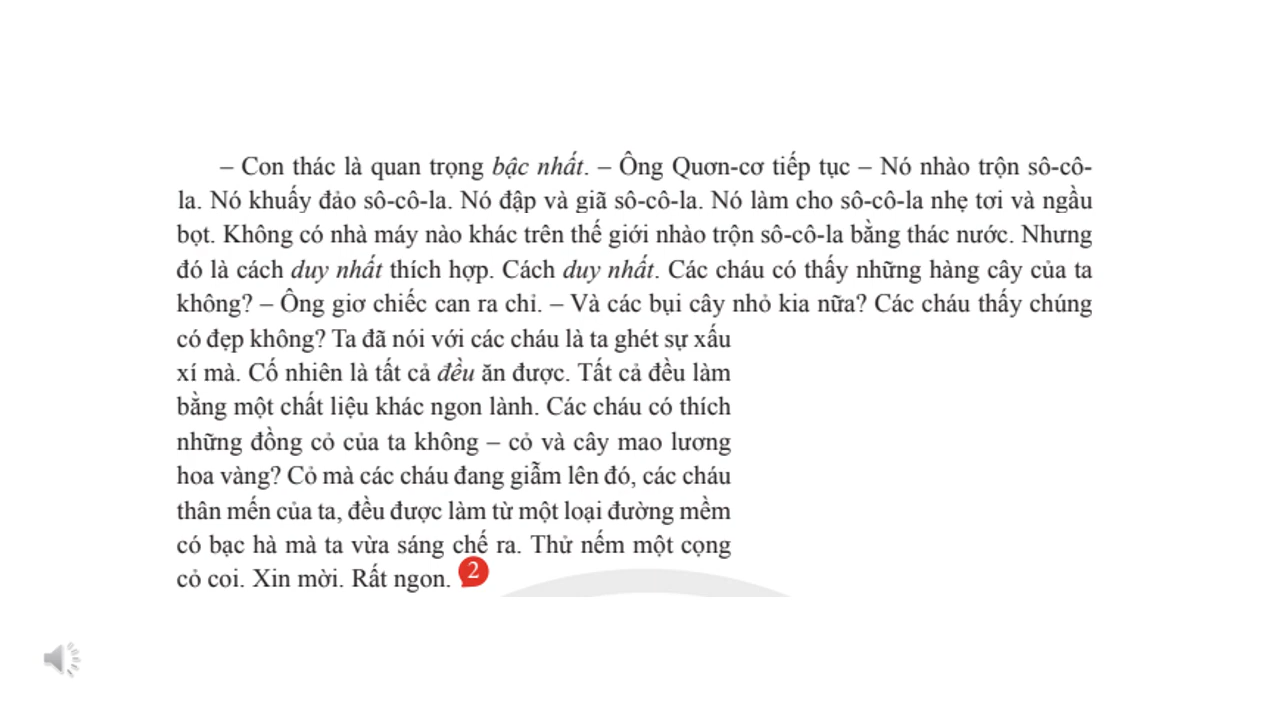 – Con thác là quan trọng bậc nhất. – Ông Quơn-cơ tiếp tục – Nó nhào trộn sô-cô-
la. Nó khuấy đảo sô-cô-la. Nó đập và giã sô-cô-la. Nó làm cho sô-cô-la nhẹ tơi và ngầu
bọt. Không có nhà máy nào khác trên thế giới nhào trộn sô-cô-la bằng thác nước. Nhưng
đó là cách duy nhất thích hợp. Cách duy nhất. Các cháu có thấy những hàng cây của ta
không? – Ông giơ chiếc can ra chỉ. – Và các bụi cây nhỏ kia nữa? Các cháu thấy chúng
có đẹp không? Ta đã nói với các cháu là ta ghét sự xấu
xí mà. Cố nhiên là tất cả đều ăn được. Tất cả đều làm
bằng một chất liệu khác ngon lành. Các cháu có thích
những đồng cỏ của ta không – cỏ và cây mao lương
hoa vàng? Cỏ mà các cháu đang giẫm lên đó, các cháu
thân mến của ta, đều được làm từ một loại đường mềm
có bạc hà mà ta vừa sáng chế ra. Thử nếm một cọng
cỏ coi. Xin mời. Rất ngon. 2